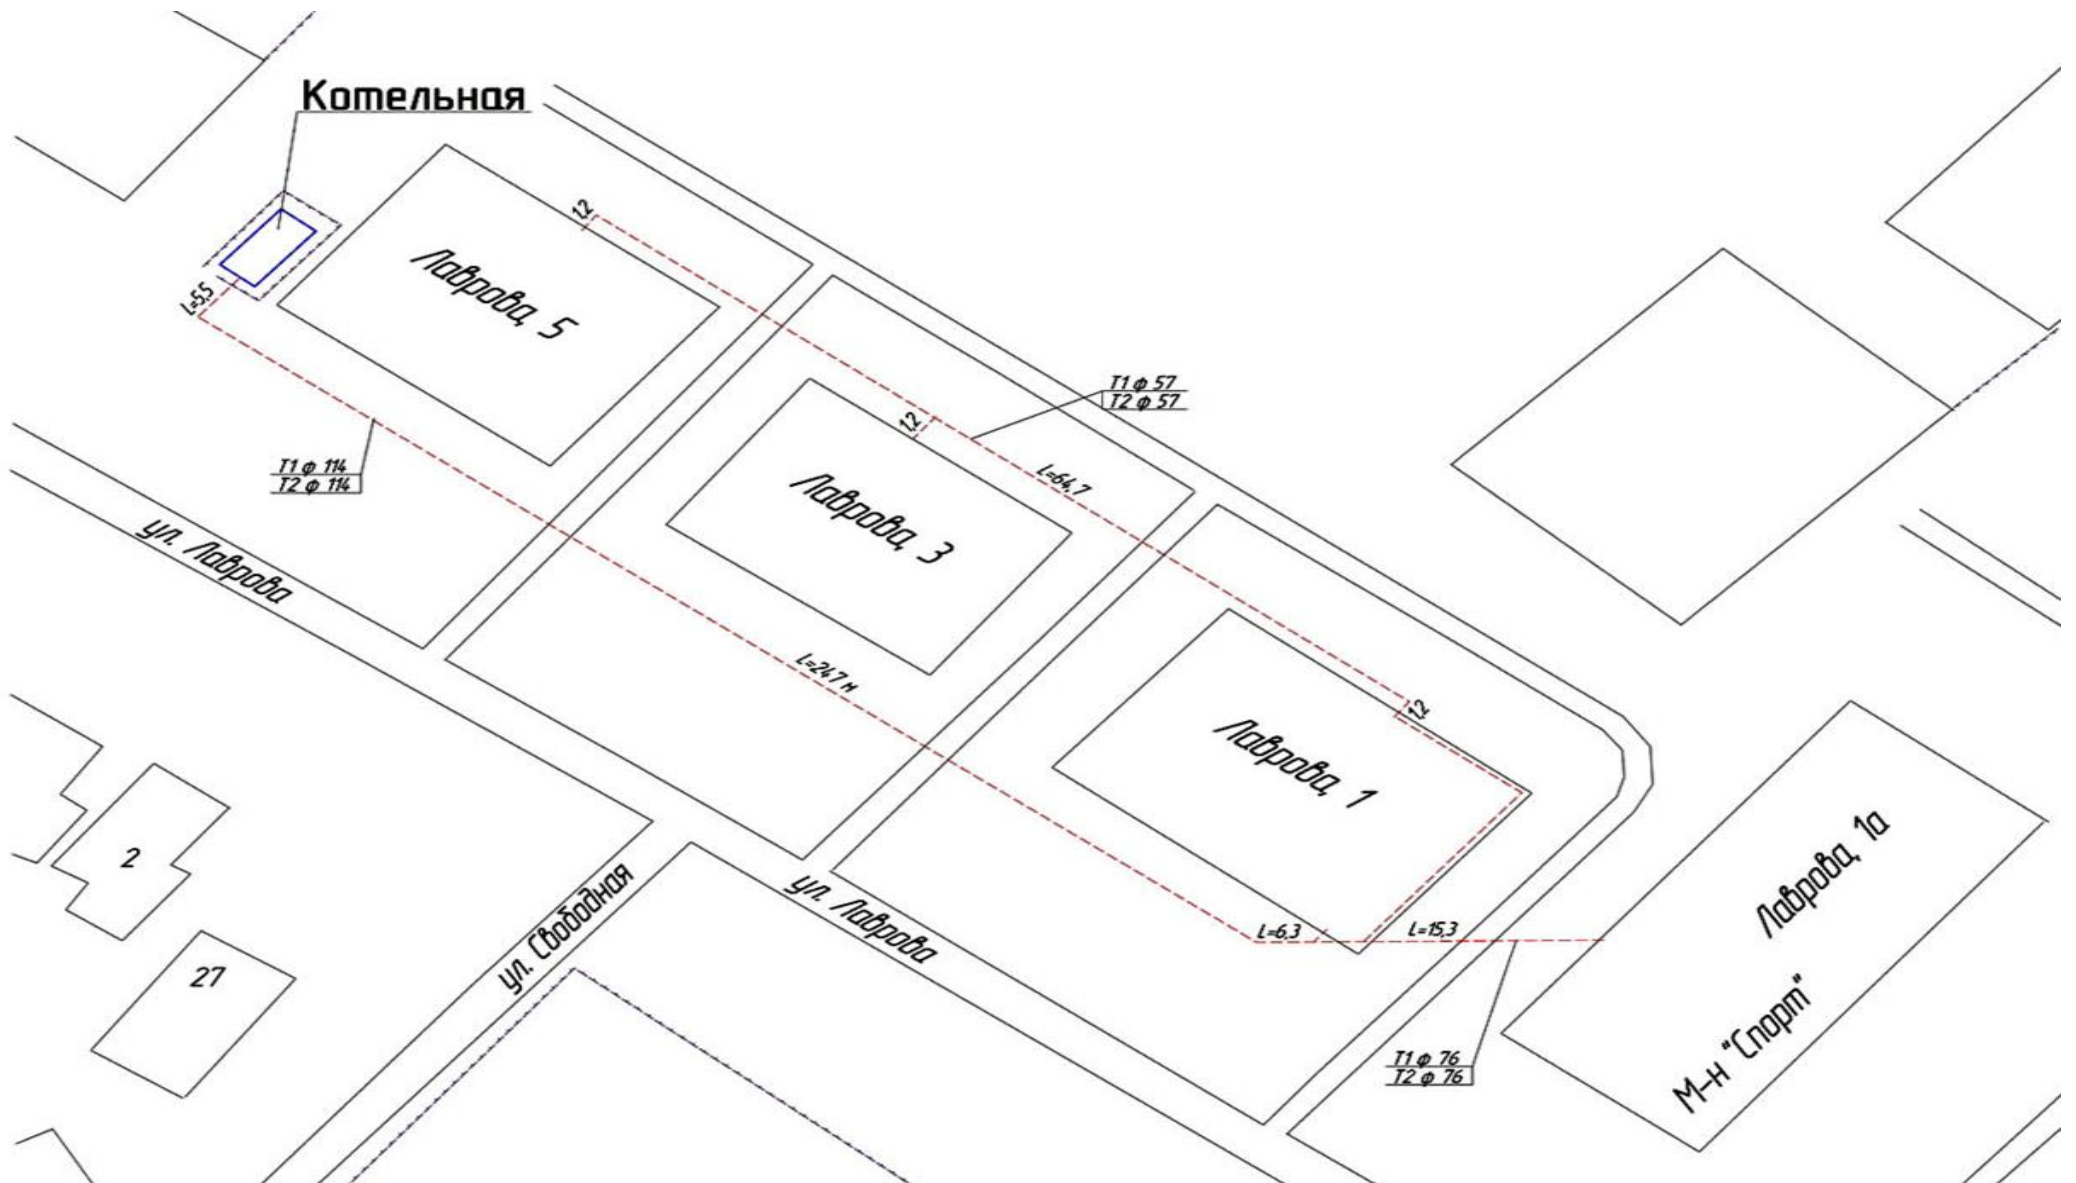 Котельная
12
Лаврова, 5
L=5,5
T1 ф 57
T2 ф 57
12
T1 ф 114
T2 ф 114
L=64,7
Лаврова, 3
ул. Лаврова
L=247 м
12
Лаврова, 1
2
Лаврова, 1а
ул. Свободная
ул. Лаврова
L=6,3
L=15,3
27
М-н "Спорт"
T1 ф 76
T2 ф 76